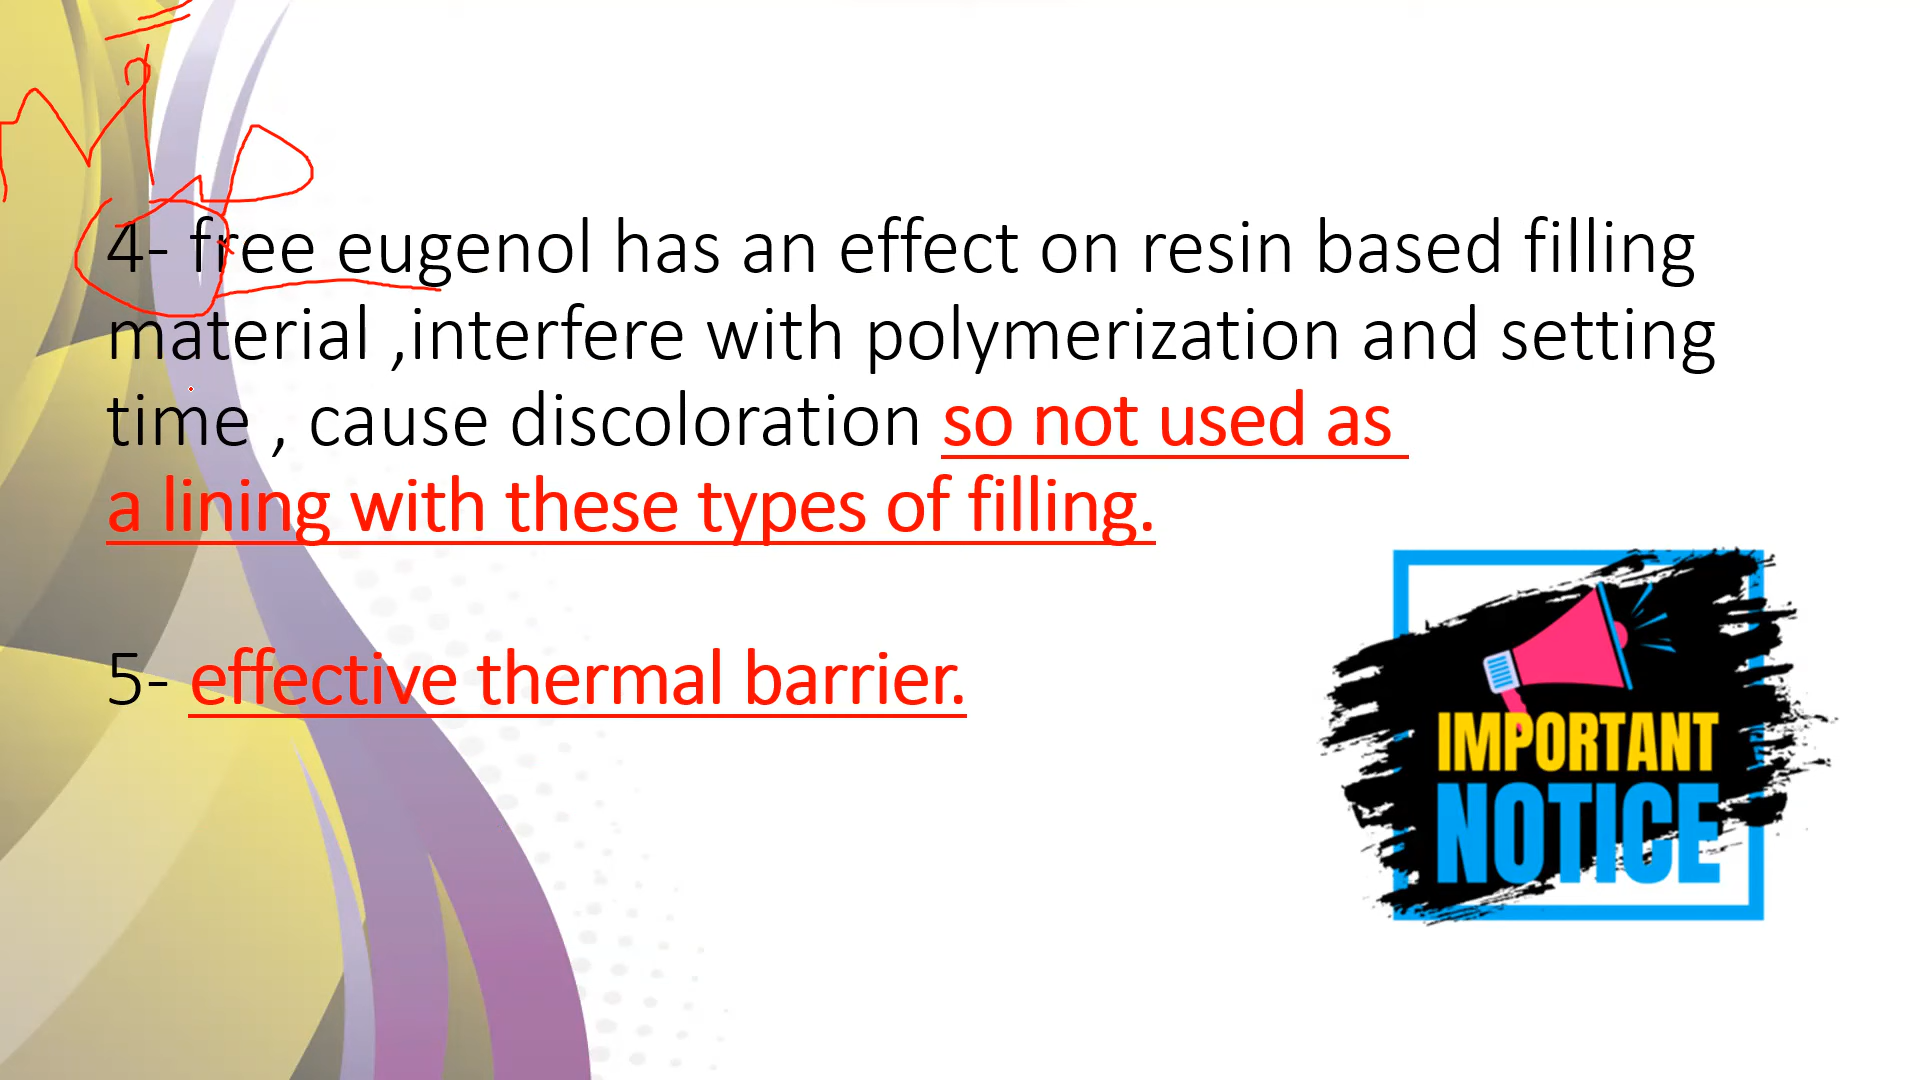 4- free eugenol has an effect on resin based filling
material ,interfere with polymerization and setting
time , cause discoloration so not used as
a lining with these types of filling.
5- effective thermal barrier.
IMPORTANT
NOTICE